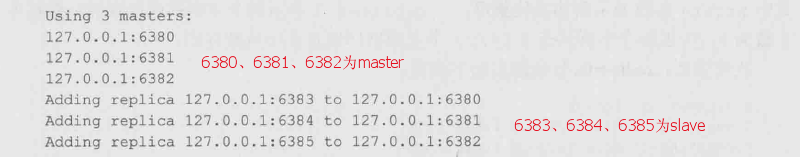 Using 3 masters:
127.0.0.1:6380
127.0.0.1:6381
6380、6381、6382为master
127.0.0.1:6382
Adding replica 127.0.0.1:6383 to 127.0.0.1:6380
Adding replica 127.0.0.1:6384 to 127.0.0.1:6381
6383、6384、6385为slave
Adding replica 127.0.0.1:6385 to 127.0.0.1:6382